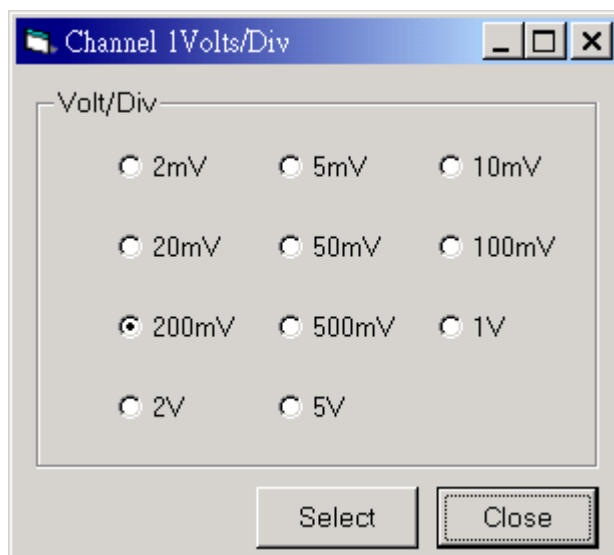 Channel 1Volts/Div
Volt/Div
2mV 5mV 10mV
20mV 50mV 100mV
200mV 500mV 1V
2V 5V
Select Close